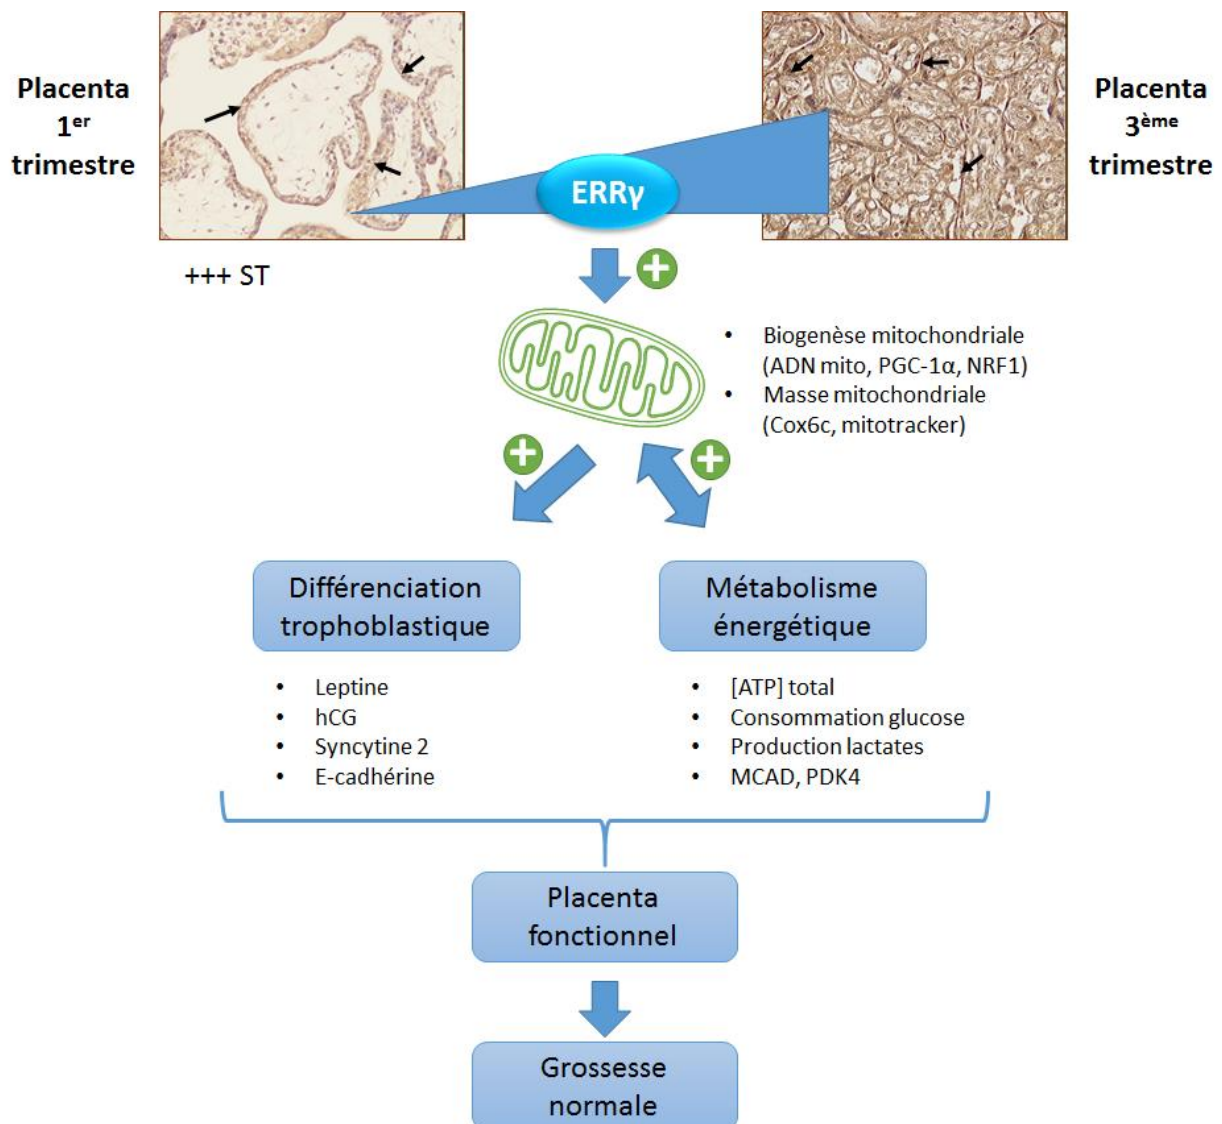 Placenta
1er
trimestre
Placenta
3ème
trimestre
ERRγ
+++ ST
• Biogenèse mitochondriale
(ADN mito, PGC-1α, NRF1)
• Masse mitochondriale
(Cox6c, mitotracker)
Différenciation
trophoblastique
• Leptine
• hCG
• Syncytine 2
• E-cadhérine
Métabolisme
énergétique
• [ATP] total
• Consommation glucose
• Production lactates
• MCAD, PDK4
Placenta
fonctionnel
Grossesse
normale